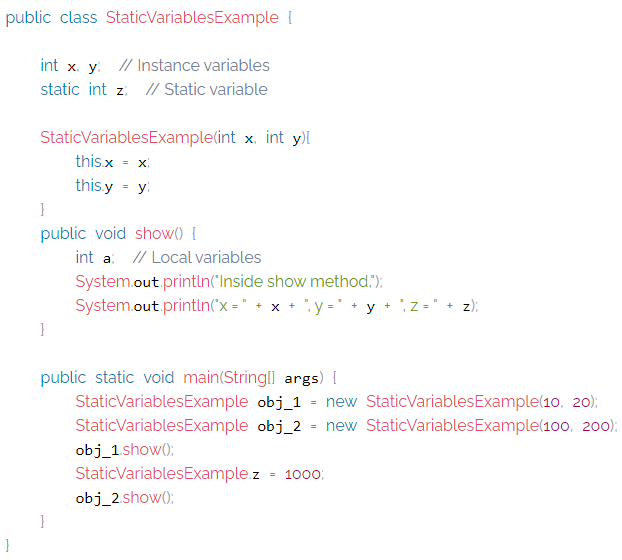 public class StaticVariablesExample {
int x, y; // Instance variables
static int z; // Static variable
StaticVariablesExample(int x, int y){
this.x = x;
this.y = y;
}
public void show() {
int a; // Local variables
System.out.println("Inside show method,");
System.out.println("x = " + x + ", y = " + y + ", z = " + z);
}
public static void main(String[] args) {
StaticVariablesExample obj_1 = new StaticVariablesExample(10, 20);
StaticVariablesExample obj_2 = new StaticVariablesExample(100, 200);
obj_1.show();
StaticVariablesExample.z = 1000;
obj_2.show();
}
}